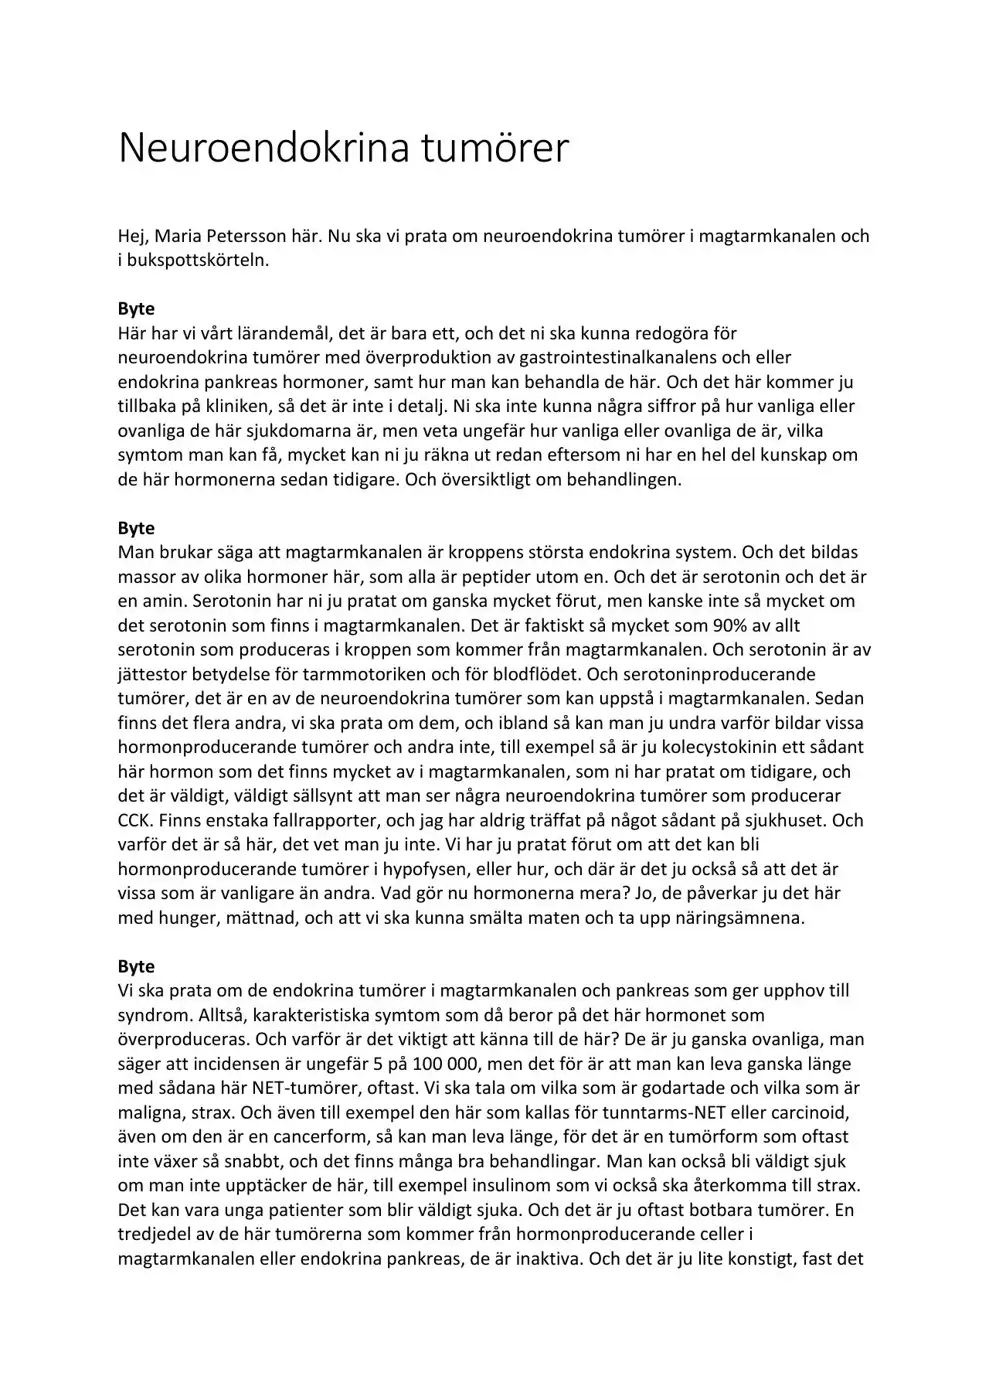 Neuroendokrina tumörer
Hej, Maria Petersson här. Nu ska vi prata om neuroendokrina tumörer i magtarmkanalen och
i bukspottskörteln.
Byte
Här har vi vårt lärandemål, det är bara ett, och det ni ska kunna redogöra för
neuroendokrina tumörer med överproduktion av gastrointestinalkanalens och eller
endokrina pankreas hormoner, samt hur man kan behandla de här. Och det här kommer ju
tillbaka på kliniken, så det är inte i detalj. Ni ska inte kunna några siffror på hur vanliga eller
ovanliga de här sjukdomarna är, men veta ungefär hur vanliga eller ovanliga de är, vilka
symtom man kan få, mycket kan ni ju räkna ut redan eftersom ni har en hel del kunskap om
de här hormonerna sedan tidigare. Och översiktligt om behandlingen.
Byte
Man brukar säga att magtarmkanalen är kroppens största endokrina system. Och det bildas
massor av olika hormoner här, som alla är peptider utom en. Och det är serotonin och det är
en amin. Serotonin har ni ju pratat om ganska mycket förut, men kanske inte så mycket om
det serotonin som finns i magtarmkanalen. Det är faktiskt så mycket som 90% av allt
serotonin som produceras i kroppen som kommer från magtarmkanalen. Och serotonin är av
jättestor betydelse för tarmmotoriken och för blodflödet. Och serotoninproducerande
tumörer, det är en av de neuroendokrina tumörer som kan uppstå i magtarmkanalen. Sedan
finns det flera andra, vi ska prata om dem, och ibland så kan man ju undra varför bildar vissa
hormonproducerande tumörer och andra inte, till exempel så är ju kolecystokinin ett sådant
här hormon som det finns mycket av i magtarmkanalen, som ni har pratat om tidigare, och
det är väldigt, väldigt sällsynt att man ser några neuroendokrina tumörer som producerar
CCK. Finns enstaka fallrapporter, och jag har aldrig träffat på något sådant på sjukhuset. Och
varför det är så här, det vet man ju inte. Vi har ju pratat förut om att det kan bli
hormonproducerande tumörer i hypofysen, eller hur, och där är det ju också så att det är
vissa som är vanligare än andra. Vad gör nu hormonerna mera? Jo, de påverkar ju det här
med hunger, mättnad, och att vi ska kunna smälta maten och ta upp näringsämnena.
Byte
Vi ska prata om de endokrina tumörer i magtarmkanalen och pankreas som ger upphov till
syndrom. Alltså, karakteristiska symtom som då beror på det här hormonet som
överproduceras. Och varför är det viktigt att känna till de här? De är ju ganska ovanliga, man
säger att incidensen är ungefär 5 på 100 000, men det för är att man kan leva ganska länge
med sådana här NET-tumörer, oftast. Vi ska tala om vilka som är godartade och vilka som är
maligna, strax. Och även till exempel den här som kallas för tunntarms-NET eller carcinoid,
även om den är en cancerform, så kan man leva länge, för det är en tumörform som oftast
inte växer så snabbt, och det finns många bra behandlingar. Man kan också bli väldigt sjuk
om man inte upptäcker de här, till exempel insulinom som vi också ska återkomma till strax.
Det kan vara unga patienter som blir väldigt sjuka. Och det är ju oftast botbara tumörer. En
tredjedel av de här tumörerna som kommer från hormonproducerande celler i
magtarmkanalen eller endokrina pankreas, de är inaktiva. Och det är ju lite konstigt, fast det